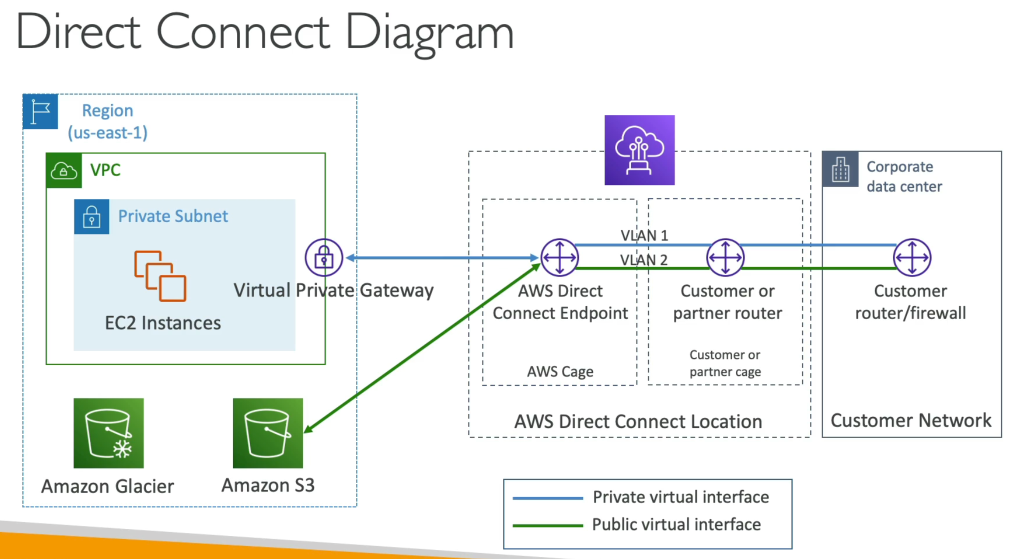 Direct Connect Diagram
Region
(us-east-1)
VPC
Private Subnet
EC2 Instances
Virtual Private Gateway
Amazon Glacier
Amazon S3
VLAN 1
VLAN 2
AWS Direct
Connect Endpoint
AWS Cage
Customer or
partner router
Customer or
partner cage
AWS Direct Connect Location
Corporate
data center
Customer
router/firewall
Customer Network
Private virtual interface
Public virtual interface